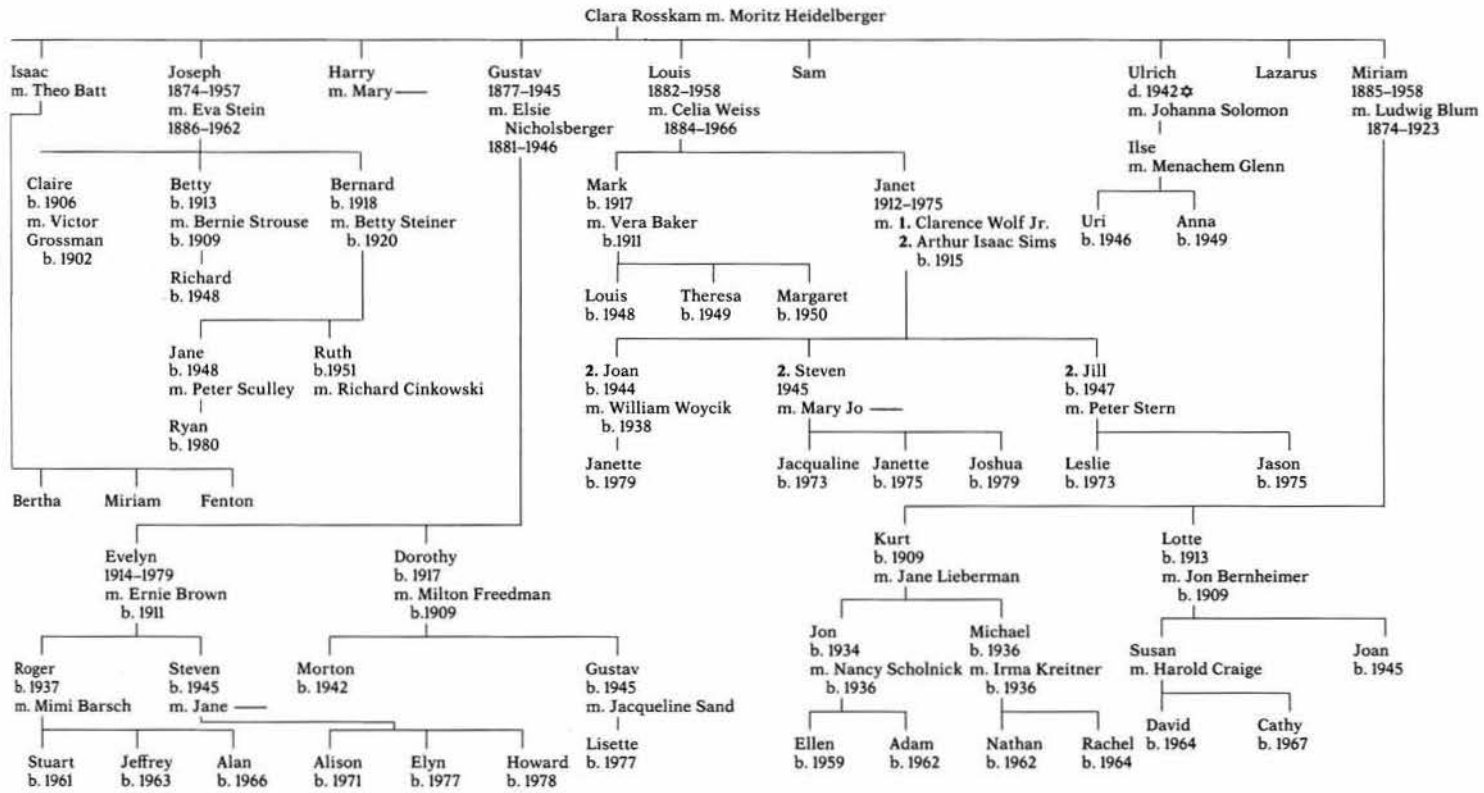 Clara Rosskam m. Moritz Heidelberger
Isaac
m. Theo Batt
Joseph
1874–1957
m. Eva Stein
1886–1962
Harry
m. Mary——
Gustav
1877–1945
m. Elsie
Nicholsberger
1881–1946
Louis
1882–1958
m. Celia Weiss
1884–1966
Sam
Ulrich
d. 1942✡
m. Johanna Solomon
Lazarus
Miriam
1885–1958
m. Ludwig Blum
1874–1923
Ilse
m. Menachem Glenn
Claire
b. 1906
m. Victor
Grossman
b. 1902
Betty
b. 1913
m. Bernie Strouse
b. 1909
Bernard
b. 1918
m. Betty Steiner
b. 1920
Mark
b. 1917
m. Vera Baker
b.1911
Janet
1912–1975
m. 1. Clarence Wolf Jr.
2. Arthur Isaac Sims
b. 1915
Uri
b. 1946
Anna
b. 1949
Richard
b. 1948
Louis
b. 1948
Theresa
b. 1949
Margaret
b. 1950
Jane
b. 1948
m. Peter Sculley
Ruth
b.1951
m. Richard Cinkowski
2. Joan
b. 1944
m. William Woycik
b. 1938
2. Steven
1945
m. Mary Jo ——
2. Jill
b. 1947
m. Peter Stern
Ryan
b. 1980
Janette
b. 1979
Jacqualine
b. 1973
Janette
b. 1975
Joshua
b. 1979
Leslie
b. 1973
Jason
b. 1975
Bertha
Miriam
Fenton
Evelyn
1914–1979
m. Ernie Brown
b. 1911
Dorothy
b. 1917
m. Milton Freedman
b.1909
Kurt
b. 1909
m. Jane Lieberman
Lotte
b. 1913
m. Jon Bernheimer
b. 1909
Roger
b. 1937
m. Mimi Barsch
Steven
b. 1945
m. Jane ——
Morton
b. 1942
Gustav
b. 1945
m. Jacqueline Sand
Jon
b. 1934
m. Nancy Scholnick
b. 1936
Michael
b. 1936
m. Irma Kreitner
b. 1936
Susan
m. Harold Craige
Joan
b. 1945
Stuart
b. 1961
Jeffrey
b. 1963
Alan
b. 1966
Alison
b. 1971
Elyn
b. 1977
Howard
b. 1978
Lisette
b. 1977
Ellen
b. 1959
Adam
b. 1962
Nathan
b. 1962
Rachel
b. 1964
David
b. 1964
Cathy
b. 1967